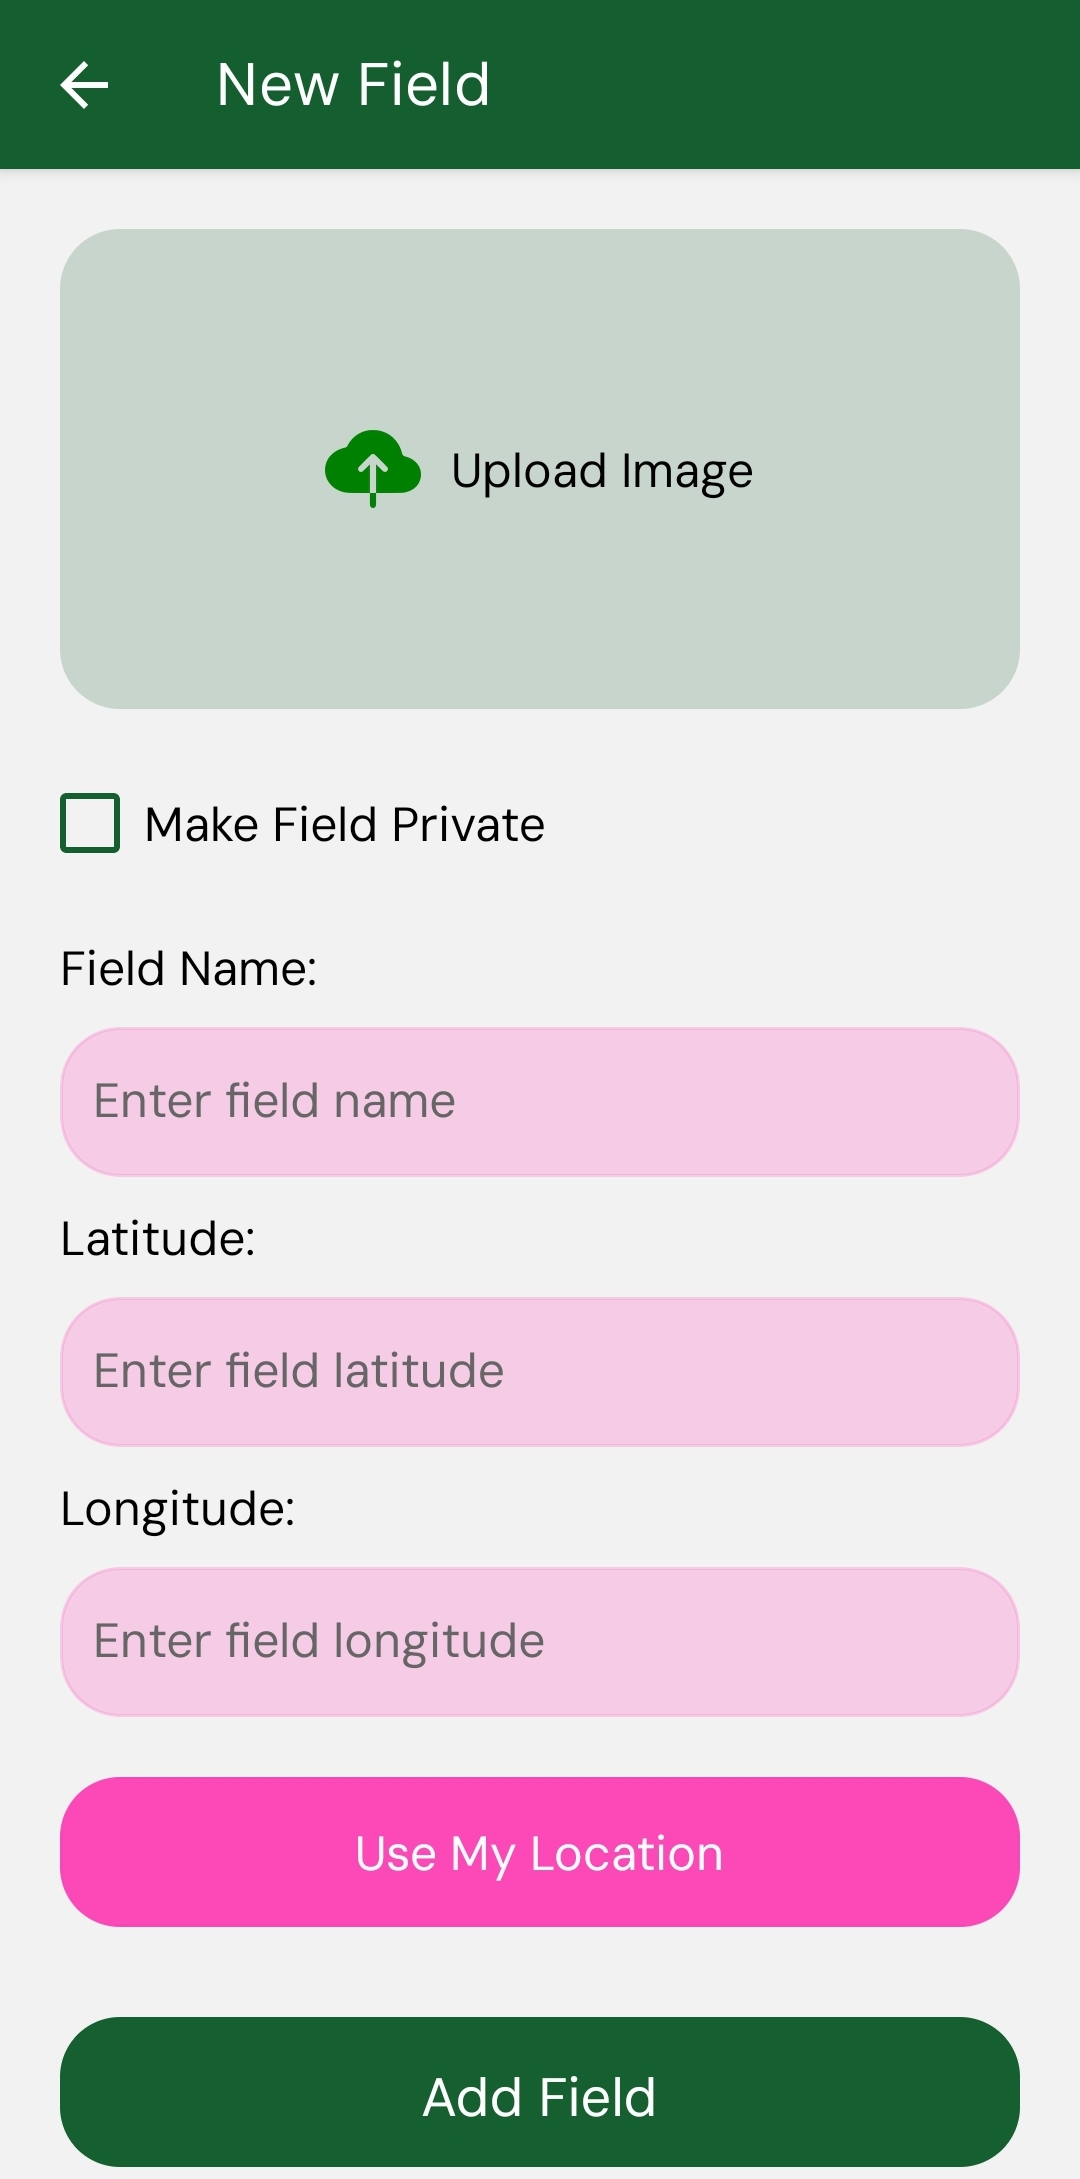 New Field
Upload Image
Make Field Private
Field Name:
Enter field name
Latitude:
Enter field latitude
Longitude:
Enter field longitude
Use My Location
Add Field